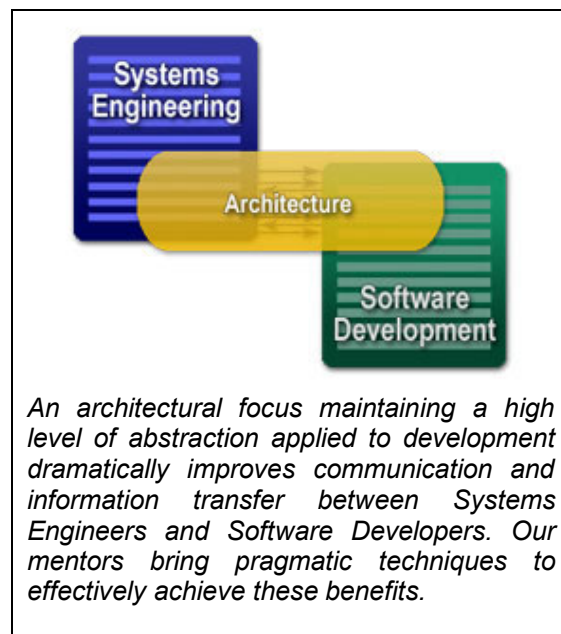 Systems
Engineering
Architecture
Software
Development
An architectural focus maintaining a high
level of abstraction applied to development
dramatically improves communication and
information transfer between Systems
Engineers and Software Developers. Our
mentors bring pragmatic techniques to
effectively achieve these benefits.